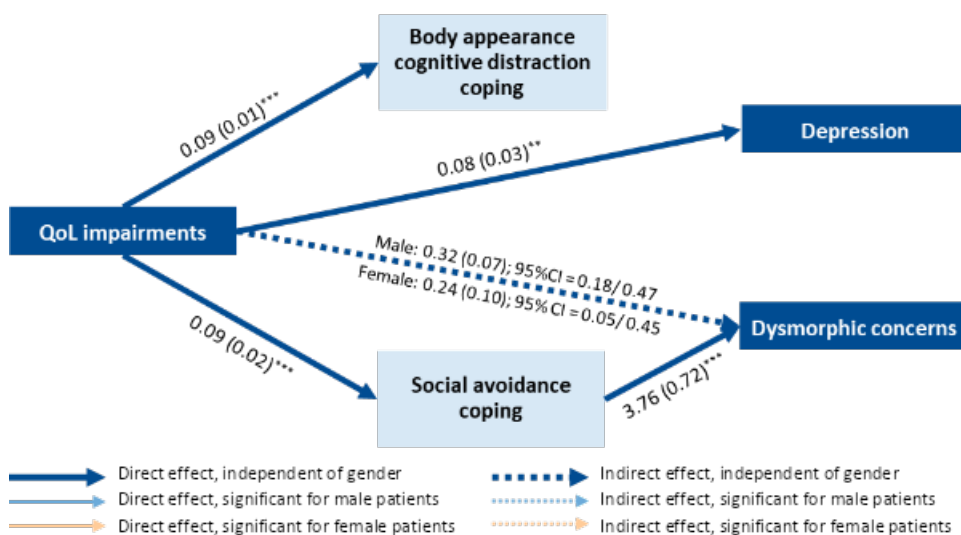 Body appearance
cognitive distraction
coping
0.09 (0.01)***
Depression
0.08 (0.03)**
QoL impairments
Male: 0.32 (0.07); 95%CI = 0.18/ 0.47
Female: 0.24 (0.10); 95% CI = 0.05/ 0.45
Dysmorphic concerns
0.09 (0.02)***
Social avoidance
coping
3.76 (0.72)***
Direct effect, independent of gender
Indirect effect, independent of gender
Direct effect, significant for male patients
Indirect effect, significant for male patients
Direct effect, significant for female patients
Indirect effect, significant for female patients